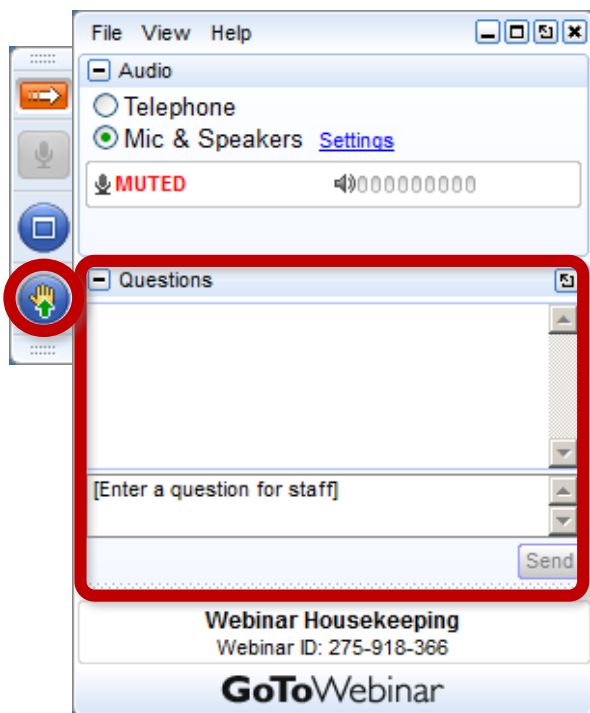 File View Help
Audio
Telephone
Mic & Speakers Settings
MUTED 000000000
Questions
[Enter a question for staff]
Send
Webinar Housekeeping
Webinar ID: 275-918-366
GoToWebinar